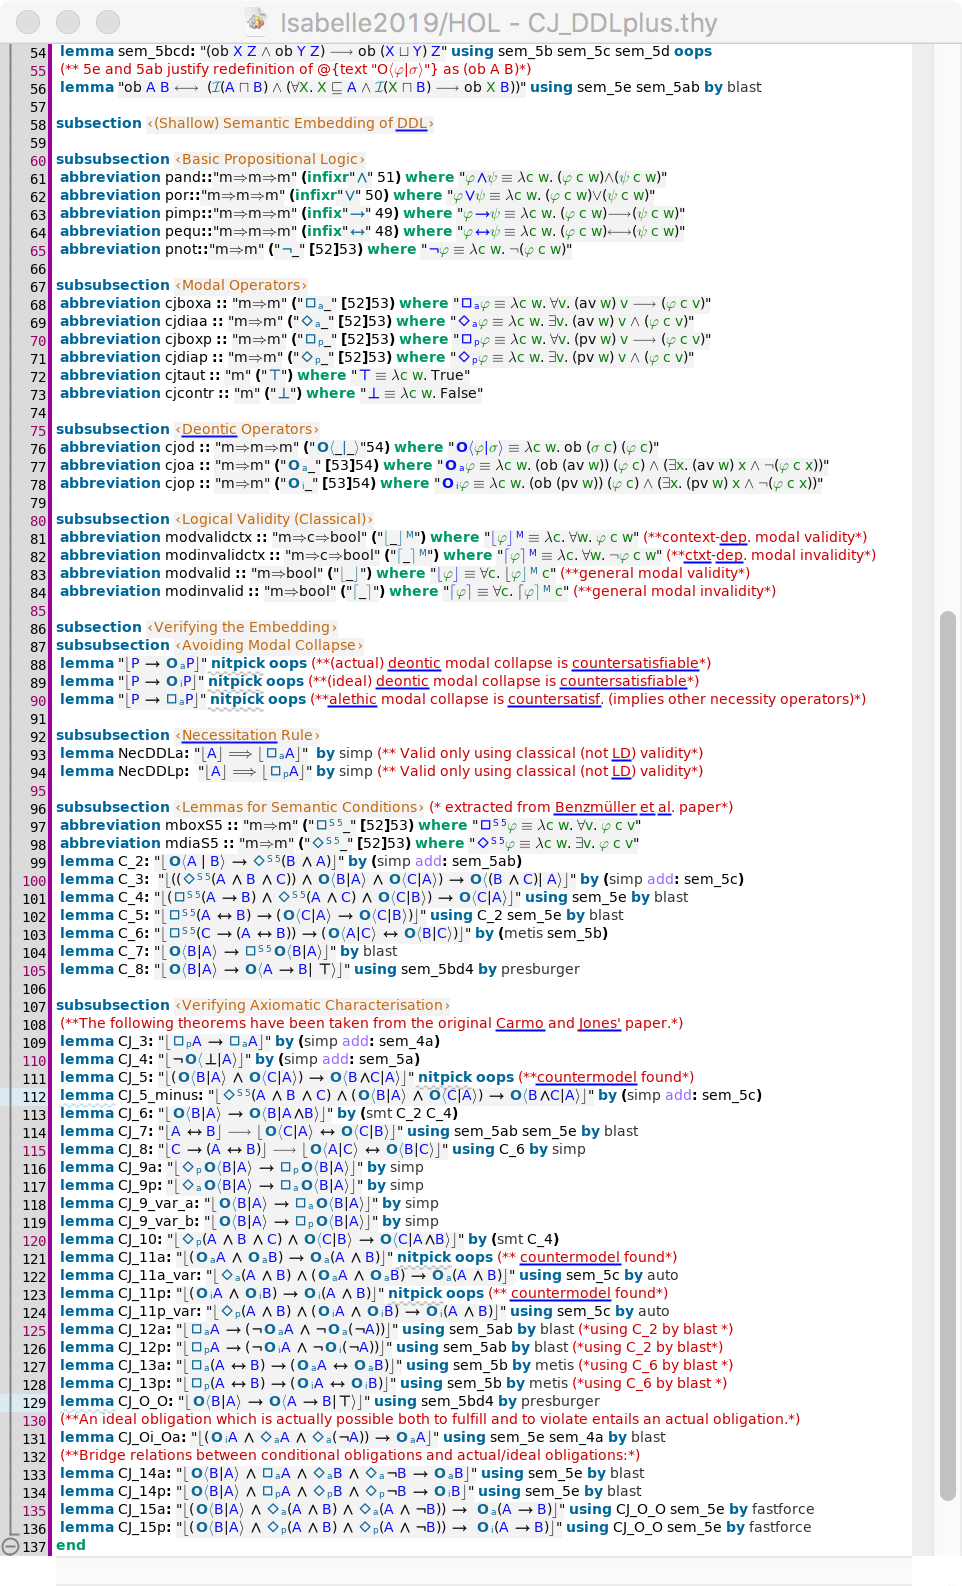 Isabelle2019/HOL - CJ_DDLplus.thy
54 lemma sem_5bcd: "(ob X Z ∧ ob Y Z) ⟶ ob (X ⊔ Y) Z" using sem_5b sem_5c sem_5d oops
55 (** 5e and 5ab justify redefinition of @{text "O⟨φ|σ⟩"} as (ob A B)*)
56 lemma "ob A B ⟷ (ℐ(A ⊓ B) ∧ (∀X. X ⊑ A ∧ ℐ(X ⊓ B) ⟶ ob X B))" using sem_5e sem_5ab by blast
57
58 subsection ‹(Shallow) Semantic Embedding of DDL›
59
60 subsubsection ‹Basic Propositional Logic›
61 abbreviation pand::"m⇒m⇒m" (infixr"∧" 51) where "φ∧ψ ≡ λc w. (φ c w)∧(ψ c w)"
62 abbreviation por::"m⇒m⇒m" (infixr"∨" 50) where "φ∨ψ ≡ λc w. (φ c w)∨(ψ c w)"
63 abbreviation pimp::"m⇒m⇒m" (infix"→" 49) where "φ→ψ ≡ λc w. (φ c w)⟶(ψ c w)"
64 abbreviation pequ::"m⇒m⇒m" (infix"↔" 48) where "φ↔ψ ≡ λc w. (φ c w)⟷(ψ c w)"
65 abbreviation pnot::"m⇒m" ("¬_" [52]53) where "¬φ ≡ λc w. ¬(φ c w)"
66
67 subsubsection ‹Modal Operators›
68 abbreviation cjboxa :: "m⇒m" ("□ₐ_" [52]53) where "□ₐφ ≡ λc w. ∀v. (av w) v ⟶ (φ c v)"
69 abbreviation cjdiaa :: "m⇒m" ("◇ₐ_" [52]53) where "◇ₐφ ≡ λc w. ∃v. (av w) v ∧ (φ c v)"
70 abbreviation cjboxp :: "m⇒m" ("□ₚ_" [52]53) where "□ₚφ ≡ λc w. ∀v. (pv w) v ⟶ (φ c v)"
71 abbreviation cjdiap :: "m⇒m" ("◇ₚ_" [52]53) where "◇ₚφ ≡ λc w. ∃v. (pv w) v ∧ (φ c v)"
72 abbreviation cjtaut :: "m" ("⊤") where "⊤ ≡ λc w. True"
73 abbreviation cjcontr :: "m" ("⊥") where "⊥ ≡ λc w. False"
74
75 subsubsection ‹Deontic Operators›
76 abbreviation cjod :: "m⇒m⇒m" ("O⟨_|_⟩"54) where "O⟨φ|σ⟩ ≡ λc w. ob (σ c) (φ c)"
77 abbreviation cjoa :: "m⇒m" ("Oₐ_" [53]54) where "Oₐφ ≡ λc w. (ob (av w)) (φ c) ∧ (∃x. (av w) x ∧ ¬(φ c x))"
78 abbreviation cjop :: "m⇒m" ("Oᵢ_" [53]54) where "Oᵢφ ≡ λc w. (ob (pv w)) (φ c) ∧ (∃x. (pv w) x ∧ ¬(φ c x))"
79
80 subsubsection ‹Logical Validity (Classical)›
81 abbreviation modvalidctx :: "m⇒c⇒bool" ("⌊_⌋ᴹ") where "⌊φ⌋ᴹ ≡ λc. ∀w. φ c w" (**context-dep. modal validity*)
82 abbreviation modinvalidctx :: "m⇒c⇒bool" ("⌈_⌉ᴹ") where "⌈φ⌉ᴹ ≡ λc. ∀w. ¬φ c w" (**ctxt-dep. modal invalidity*)
83 abbreviation modvalid :: "m⇒bool" ("⌊_⌋") where "⌊φ⌋ ≡ ∀c. ⌊φ⌋ᴹ c" (**general modal validity*)
84 abbreviation modinvalid :: "m⇒bool" ("⌈_⌉") where "⌈φ⌉ ≡ ∀c. ⌈φ⌉ᴹ c" (**general modal invalidity*)
85
86 subsection ‹Verifying the Embedding›
87 subsubsection ‹Avoiding Modal Collapse›
88 lemma "⌊P → OₐP⌋" nitpick oops (**(actual) deontic modal collapse is countersatisfiable*)
89 lemma "⌊P → OᵢP⌋" nitpick oops (**(ideal) deontic modal collapse is countersatisfiable*)
90 lemma "⌊P → □ₐP⌋" nitpick oops (**alethic modal collapse is countersatisf. (implies other necessity operators)*)
91
92 subsubsection ‹Necessitation Rule›
93 lemma NecDDLa: "⌊A⌋ ⟹ ⌊□ₐA⌋" by simp (** Valid only using classical (not LD) validity*)
94 lemma NecDDLp: "⌊A⌋ ⟹ ⌊□ₚA⌋" by simp (** Valid only using classical (not LD) validity*)
95
96 subsubsection ‹Lemmas for Semantic Conditions› (* extracted from Benzmüller et al. paper*)
97 abbreviation mboxS5 :: "m⇒m" ("□ˢ⁵_" [52]53) where "□ˢ⁵φ ≡ λc w. ∀v. φ c v"
98 abbreviation mdiaS5 :: "m⇒m" ("◇ˢ⁵_" [52]53) where "◇ˢ⁵φ ≡ λc w. ∃v. φ c v"
99 lemma C_2: "⌊O⟨A | B⟩ → ◇ˢ⁵(B ∧ A)⌋" by (simp add: sem_5ab)
100 lemma C_3: "⌊((◇ˢ⁵(A ∧ B ∧ C)) ∧ O⟨B|A⟩ ∧ O⟨C|A⟩) → O⟨(B ∧ C)| A⟩⌋" by (simp add: sem_5c)
101 lemma C_4: "⌊(□ˢ⁵(A → B) ∧ ◇ˢ⁵(A ∧ C) ∧ O⟨C|B⟩) → O⟨C|A⟩⌋" using sem_5e by blast
102 lemma C_5: "⌊□ˢ⁵(A ↔ B) → (O⟨C|A⟩ → O⟨C|B⟩)⌋" using C_2 sem_5e by blast
103 lemma C_6: "⌊□ˢ⁵(C → (A ↔ B)) → (O⟨A|C⟩ ↔ O⟨B|C⟩)⌋" by (metis sem_5b)
104 lemma C_7: "⌊O⟨B|A⟩ → □ˢ⁵O⟨B|A⟩⌋" by blast
105 lemma C_8: "⌊O⟨B|A⟩ → O⟨A → B| ⊤⟩⌋" using sem_5bd4 by presburger
106
107 subsubsection ‹Verifying Axiomatic Characterisation›
108 (**The following theorems have been taken from the original Carmo and Jones' paper.*)
109 lemma CJ_3: "⌊□ₚA → □ₐA⌋" by (simp add: sem_4a)
110 lemma CJ_4: "⌊¬O⟨⊥|A⟩⌋" by (simp add: sem_5a)
111 lemma CJ_5: "⌊(O⟨B|A⟩ ∧ O⟨C|A⟩) → O⟨B∧C|A⟩⌋" nitpick oops (**countermodel found*)
112 lemma CJ_5_minus: "⌊◇ˢ⁵(A ∧ B ∧ C) ∧ (O⟨B|A⟩ ∧ O⟨C|A⟩) → O⟨B∧C|A⟩⌋" by (simp add: sem_5c)
113 lemma CJ_6: "⌊O⟨B|A⟩ → O⟨B|A∧B⟩⌋" by (smt C_2 C_4)
114 lemma CJ_7: "⌊A ↔ B⌋ ⟶ ⌊O⟨C|A⟩ ↔ O⟨C|B⟩⌋" using sem_5ab sem_5e by blast
115 lemma CJ_8: "⌊C → (A ↔ B)⌋ ⟶ ⌊O⟨A|C⟩ ↔ O⟨B|C⟩⌋" using C_6 by simp
116 lemma CJ_9a: "⌊◇ₚO⟨B|A⟩ → □ₚO⟨B|A⟩⌋" by simp
117 lemma CJ_9p: "⌊◇ₐO⟨B|A⟩ → □ₐO⟨B|A⟩⌋" by simp
118 lemma CJ_9_var_a: "⌊O⟨B|A⟩ → □ₐO⟨B|A⟩⌋" by simp
119 lemma CJ_9_var_b: "⌊O⟨B|A⟩ → □ₚO⟨B|A⟩⌋" by simp
120 lemma CJ_10: "⌊◇ₚ(A ∧ B ∧ C) ∧ O⟨C|B⟩ → O⟨C|A∧B⟩⌋" by (smt C_4)
121 lemma CJ_11a: "⌊(OₐA ∧ OₐB) → Oₐ(A ∧ B)⌋" nitpick oops (** countermodel found*)
122 lemma CJ_11a_var: "⌊◇ₐ(A ∧ B) ∧ (OₐA ∧ OₐB) → Oₐ(A ∧ B)⌋" using sem_5c by auto
123 lemma CJ_11p: "⌊(OᵢA ∧ OᵢB) → Oᵢ(A ∧ B)⌋" nitpick oops (** countermodel found*)
124 lemma CJ_11p_var: "⌊◇ₚ(A ∧ B) ∧ (OᵢA ∧ OᵢB) → Oᵢ(A ∧ B)⌋" using sem_5c by auto
125 lemma CJ_12a: "⌊□ₐA → (¬OₐA ∧ ¬Oₐ(¬A))⌋" using sem_5ab by blast (*using C_2 by blast *)
126 lemma CJ_12p: "⌊□ₚA → (¬OᵢA ∧ ¬Oᵢ(¬A))⌋" using sem_5ab by blast (*using C_2 by blast*)
127 lemma CJ_13a: "⌊□ₐ(A ↔ B) → (OₐA ↔ OₐB)⌋" using sem_5b by metis (*using C_6 by blast *)
128 lemma CJ_13p: "⌊□ₚ(A ↔ B) → (OᵢA ↔ OᵢB)⌋" using sem_5b by metis (*using C_6 by blast *)
129 lemma CJ_O_O: "⌊O⟨B|A⟩ → O⟨A → B|⊤⟩⌋" using sem_5bd4 by presburger
130 (**An ideal obligation which is actually possible both to fulfill and to violate entails an actual obligation.*)
131 lemma CJ_Oi_Oa: "⌊(OᵢA ∧ ◇ₐA ∧ ◇ₐ(¬A)) → OₐA⌋" using sem_5e sem_4a by blast
132 (**Bridge relations between conditional obligations and actual/ideal obligations:*)
133 lemma CJ_14a: "⌊O⟨B|A⟩ ∧ □ₐA ∧ ◇ₐB ∧ ◇ₐ¬B → OₐB⌋" using sem_5e by blast
134 lemma CJ_14p: "⌊O⟨B|A⟩ ∧ □ₚA ∧ ◇ₚB ∧ ◇ₚ¬B → OᵢB⌋" using sem_5e by blast
135 lemma CJ_15a: "⌊(O⟨B|A⟩ ∧ ◇ₐ(A ∧ B) ∧ ◇ₐ(A ∧ ¬B)) → Oₐ(A → B)⌋" using CJ_O_O sem_5e by fastforce
136 lemma CJ_15p: "⌊(O⟨B|A⟩ ∧ ◇ₚ(A ∧ B) ∧ ◇ₚ(A ∧ ¬B)) → Oᵢ(A → B)⌋" using CJ_O_O sem_5e by fastforce
137 end